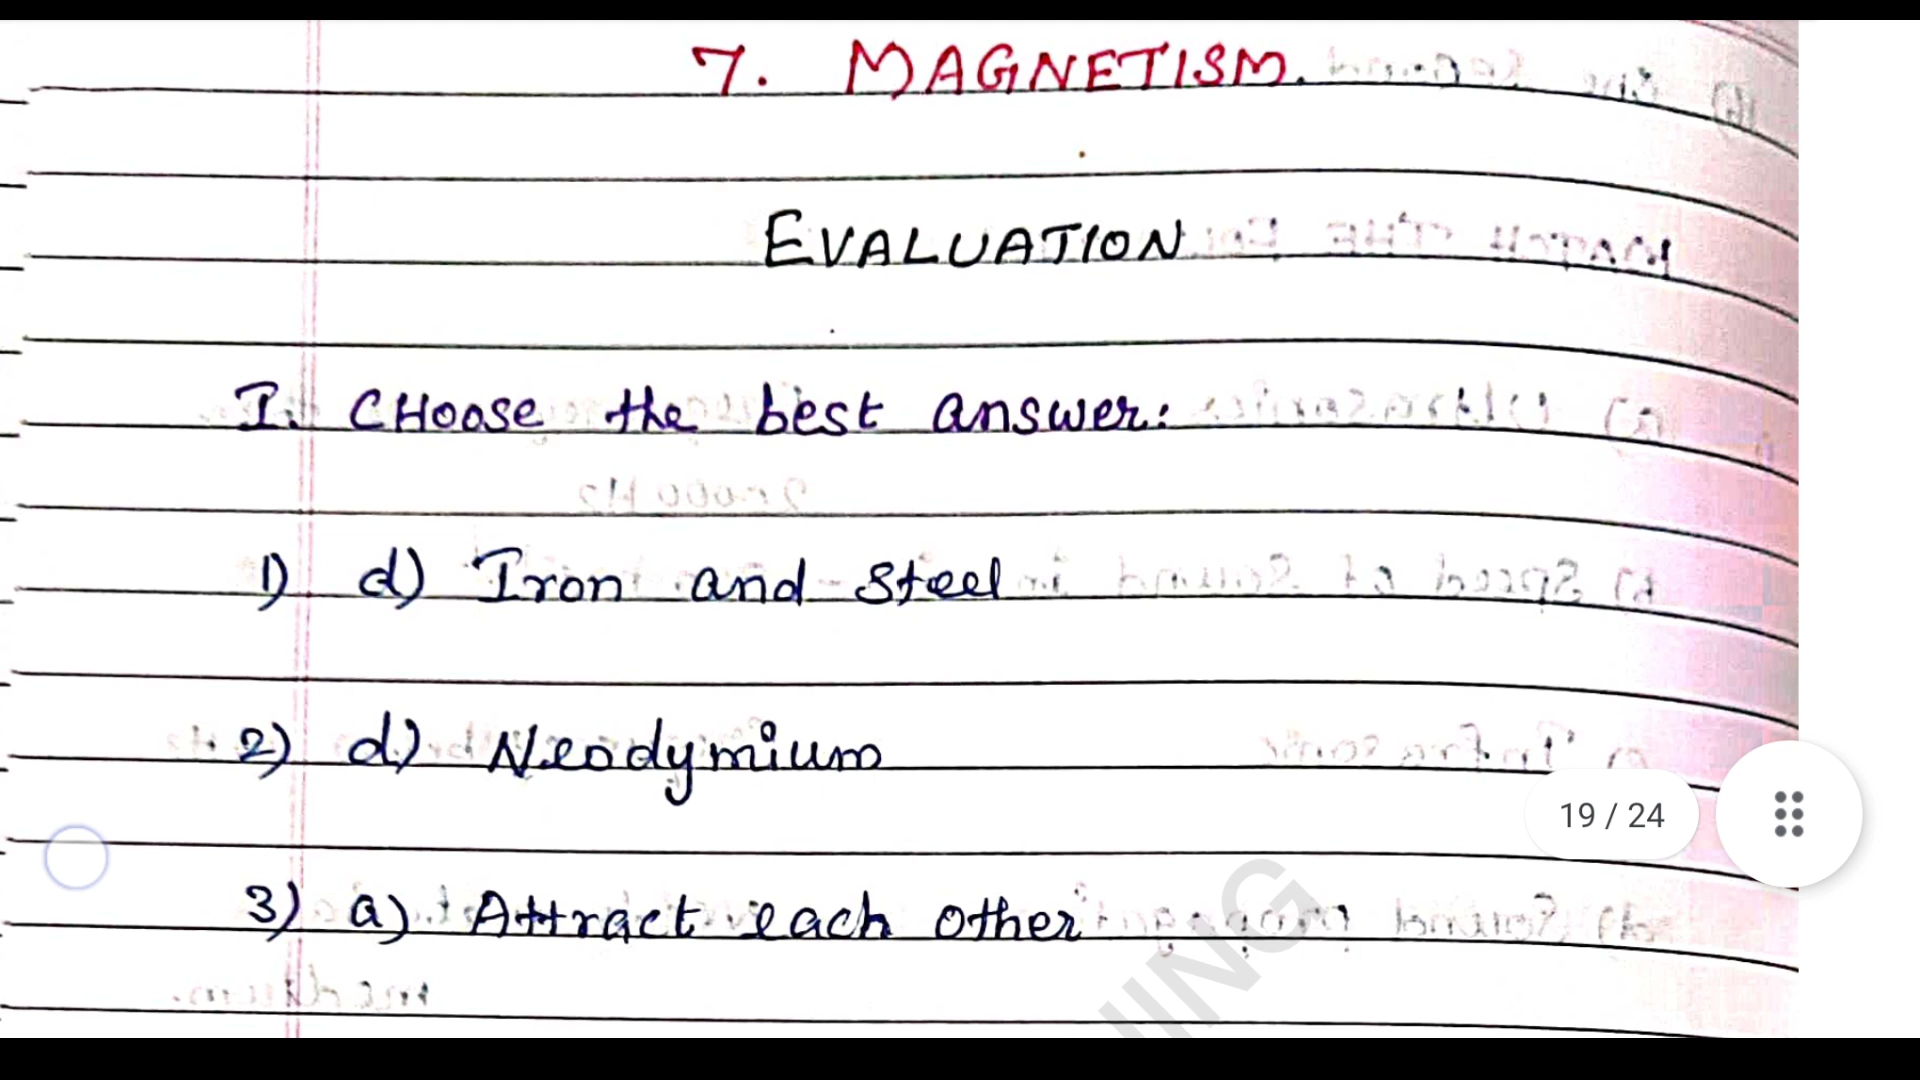 7. MAGNETISM.
EVALUATION
I. CHoose the best answer:
1) d) Iron and Steel
2) d) Neodymium
19 / 24
3) a) Attract each other